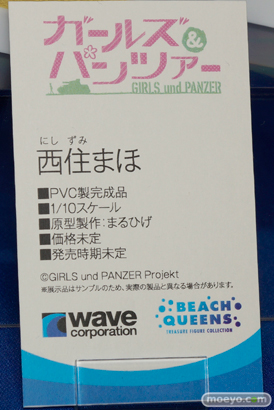 ガールズ&
パンツァー
GIRLS und PANZER
にし ずみ
西住まほ
■PVC製完成品
■1/10スケール
■原型製作:まるひげ
■価格未定
■発売時期未定
©GIRLS und PANZER Projekt
※展示品はサンプルのため、実際の製品と異なる場合があります。
wave
corporation
BEACH
QUEENS
TREASURE FIGURE COLLECTION
moeyo.com